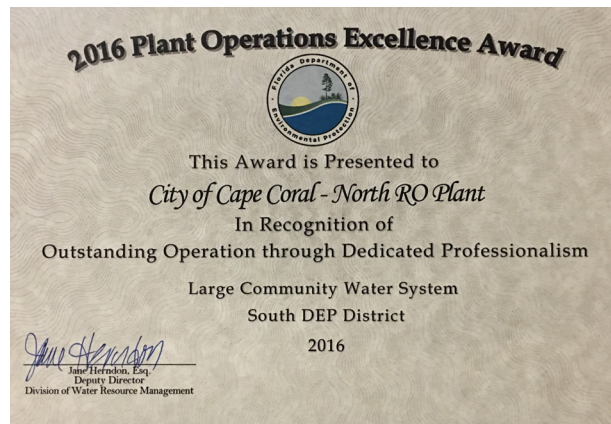 2016 Plant Operations Excellence Award
Florida Department of Environmental Protection
This Award is Presented to
City of Cape Coral - North RO Plant
In Recognition of
Outstanding Operation through Dedicated Professionalism
Large Community Water System
South DEP District
2016
Jane Herndon
Jane Herndon, Esq.
Deputy Director
Division of Water Resource Management